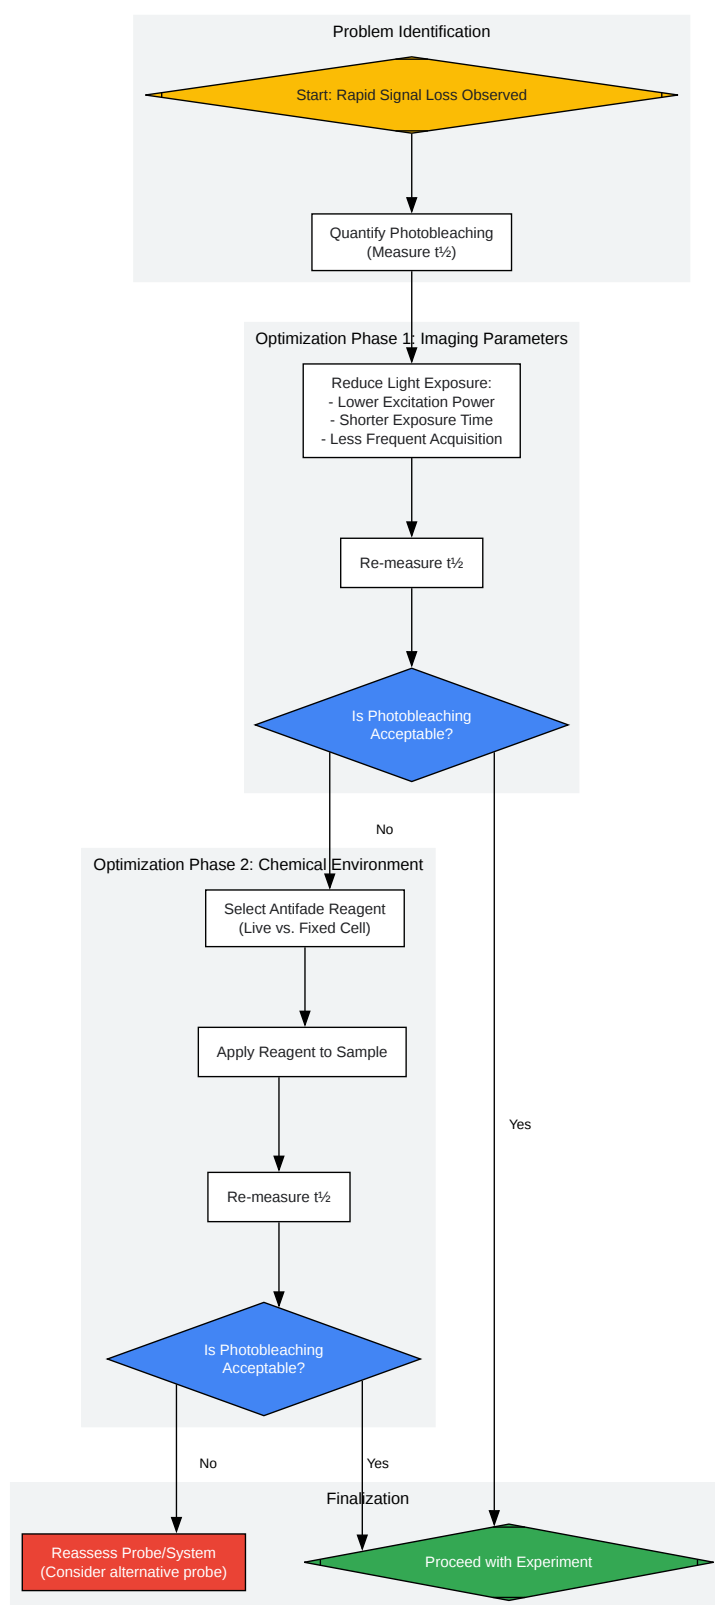 Problem Identification
Start: Rapid Signal Loss Observed
Quantify Photobleaching
(Measure t½)
Optimization Phase 1: Imaging Parameters
Reduce Light Exposure:
- Lower Excitation Power
- Shorter Exposure Time
- Less Frequent Acquisition
Re-measure t½
Is Photobleaching
Acceptable?
No
Optimization Phase 2: Chemical Environment
Select Antifade Reagent
(Live vs. Fixed Cell)
Apply Reagent to Sample
Yes
Re-measure t½
Is Photobleaching
Acceptable?
No
Yes
Finalization
Reassess Probe/System
(Consider alternative probe)
Proceed with Experiment